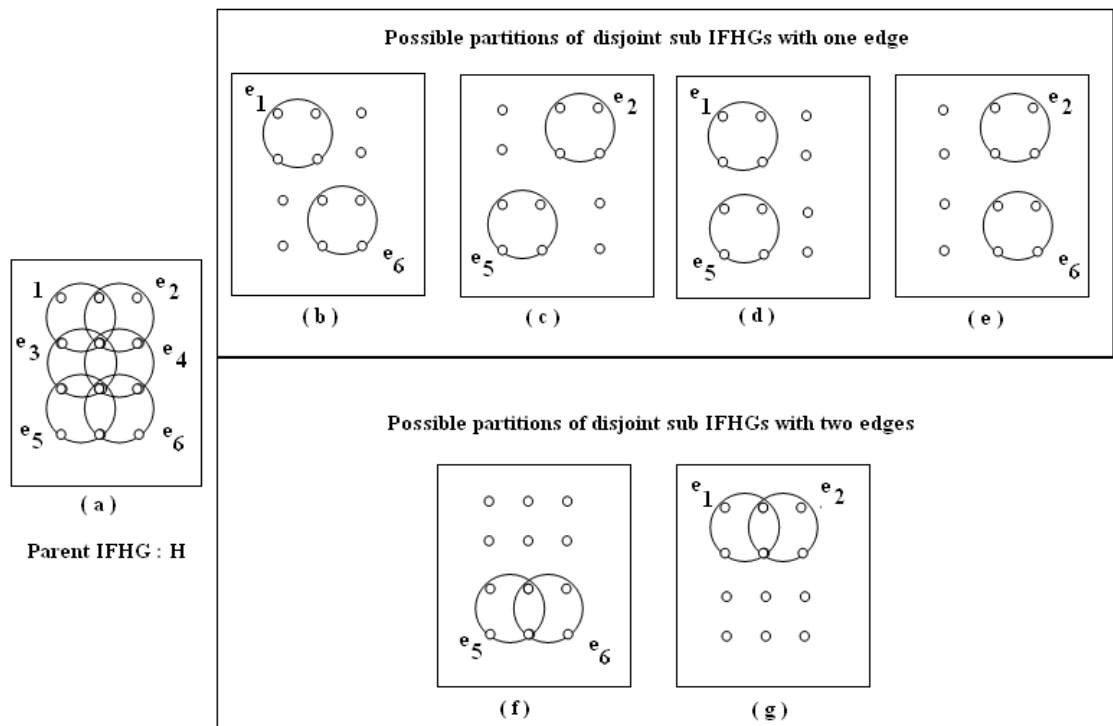 Possible partitions of disjoint sub IFHGs with one edge
e1
e2
e1
e2
e6
e5
e5
e6
( b )
( c )
( d )
( e )
1
e2
e3
e4
e5
e6
( a )
Parent IFHG : H
Possible partitions of disjoint sub IFHGs with two edges
e1
e2
e5
e6
( f )
( g )